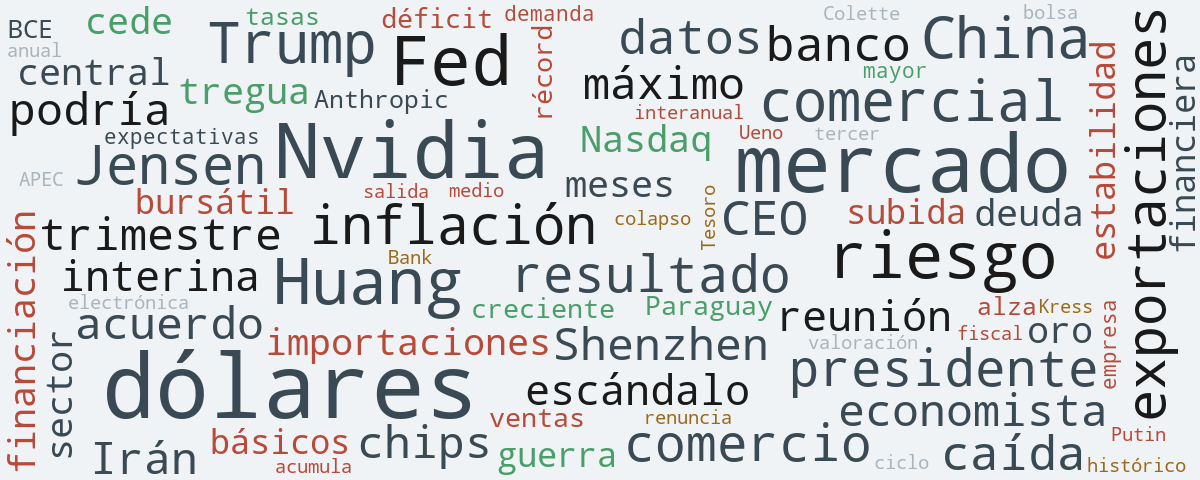 BCE
cede
tasas
déficit
demanda
Colette
bolsa
anual
Trump
Fed
récord
datos
banco
China
exportaciones
central
tregua
Anthropic
máximo
mayor
comercial
estabilidad
financiera
podría
interanual
expectativas
Jensen
Nvidia
Nasdaq
Ueno
tercer
mercado
APEC
bursátil
salida
medio
meses
Tesoro
CEO
subida
deuda
financiación
trimestre
inflación
colapso
riesgo
interina
Bank
Huang
resultado
electrónica
creciente
Paraguay
reunión
alza
Kress
acuerdo
importaciones
Shenzhen
valoración
fiscal
oro
empresa
sector
dólares
escándalo
presidente
ventas
renuncia
economista
Putin
Irán
básicos
acumula
chips
guerra
comercio
ciclo
caída
histórico